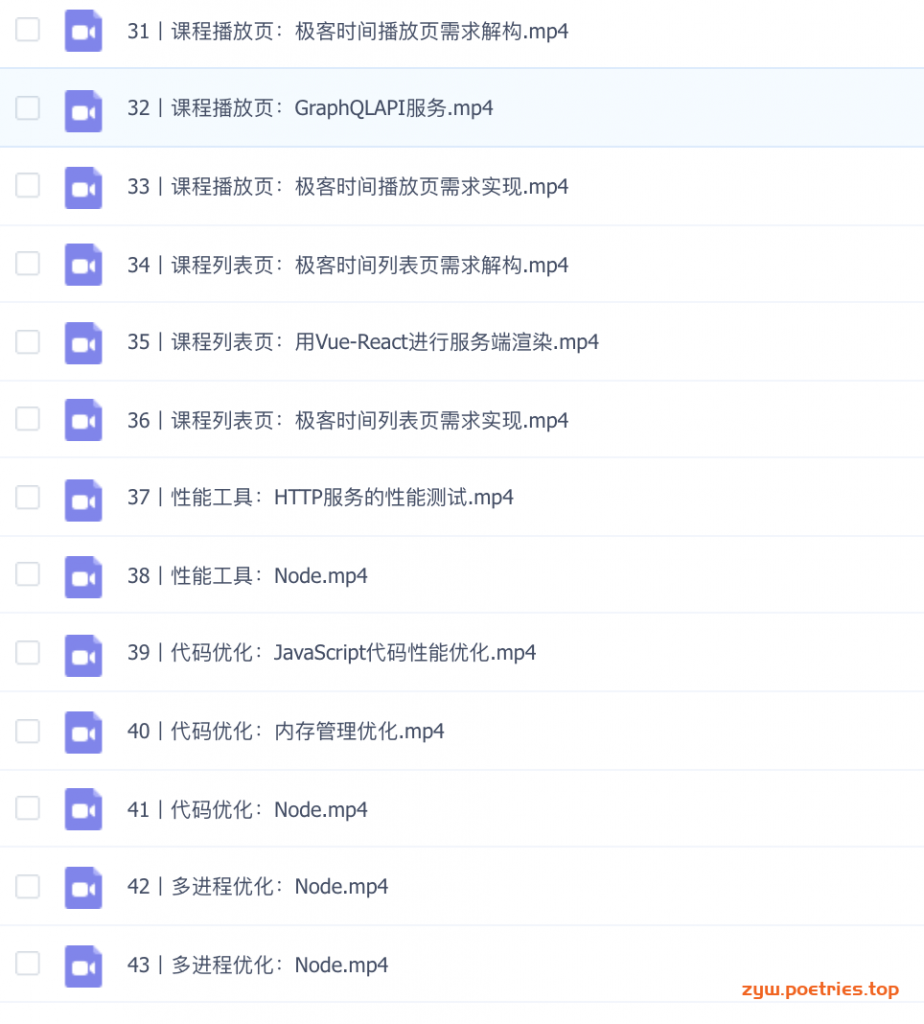 31丨课程播放页：极客时间播放页需求解构.mp4
32丨课程播放页：GraphQLAPI服务.mp4
33丨课程播放页：极客时间播放页需求实现.mp4
34丨课程列表页：极客时间列表页需求解构.mp4
35丨课程列表页：用Vue-React进行服务端渲染.mp4
36丨课程列表页：极客时间列表页需求实现.mp4
37丨性能工具：HTTP服务的性能测试.mp4
38丨性能工具：Node.mp4
39丨代码优化：JavaScript代码性能优化.mp4
40丨代码优化：内存管理优化.mp4
41丨代码优化：Node.mp4
42丨多进程优化：Node.mp4
43丨多进程优化：Node.mp4
zyw.poetries.top